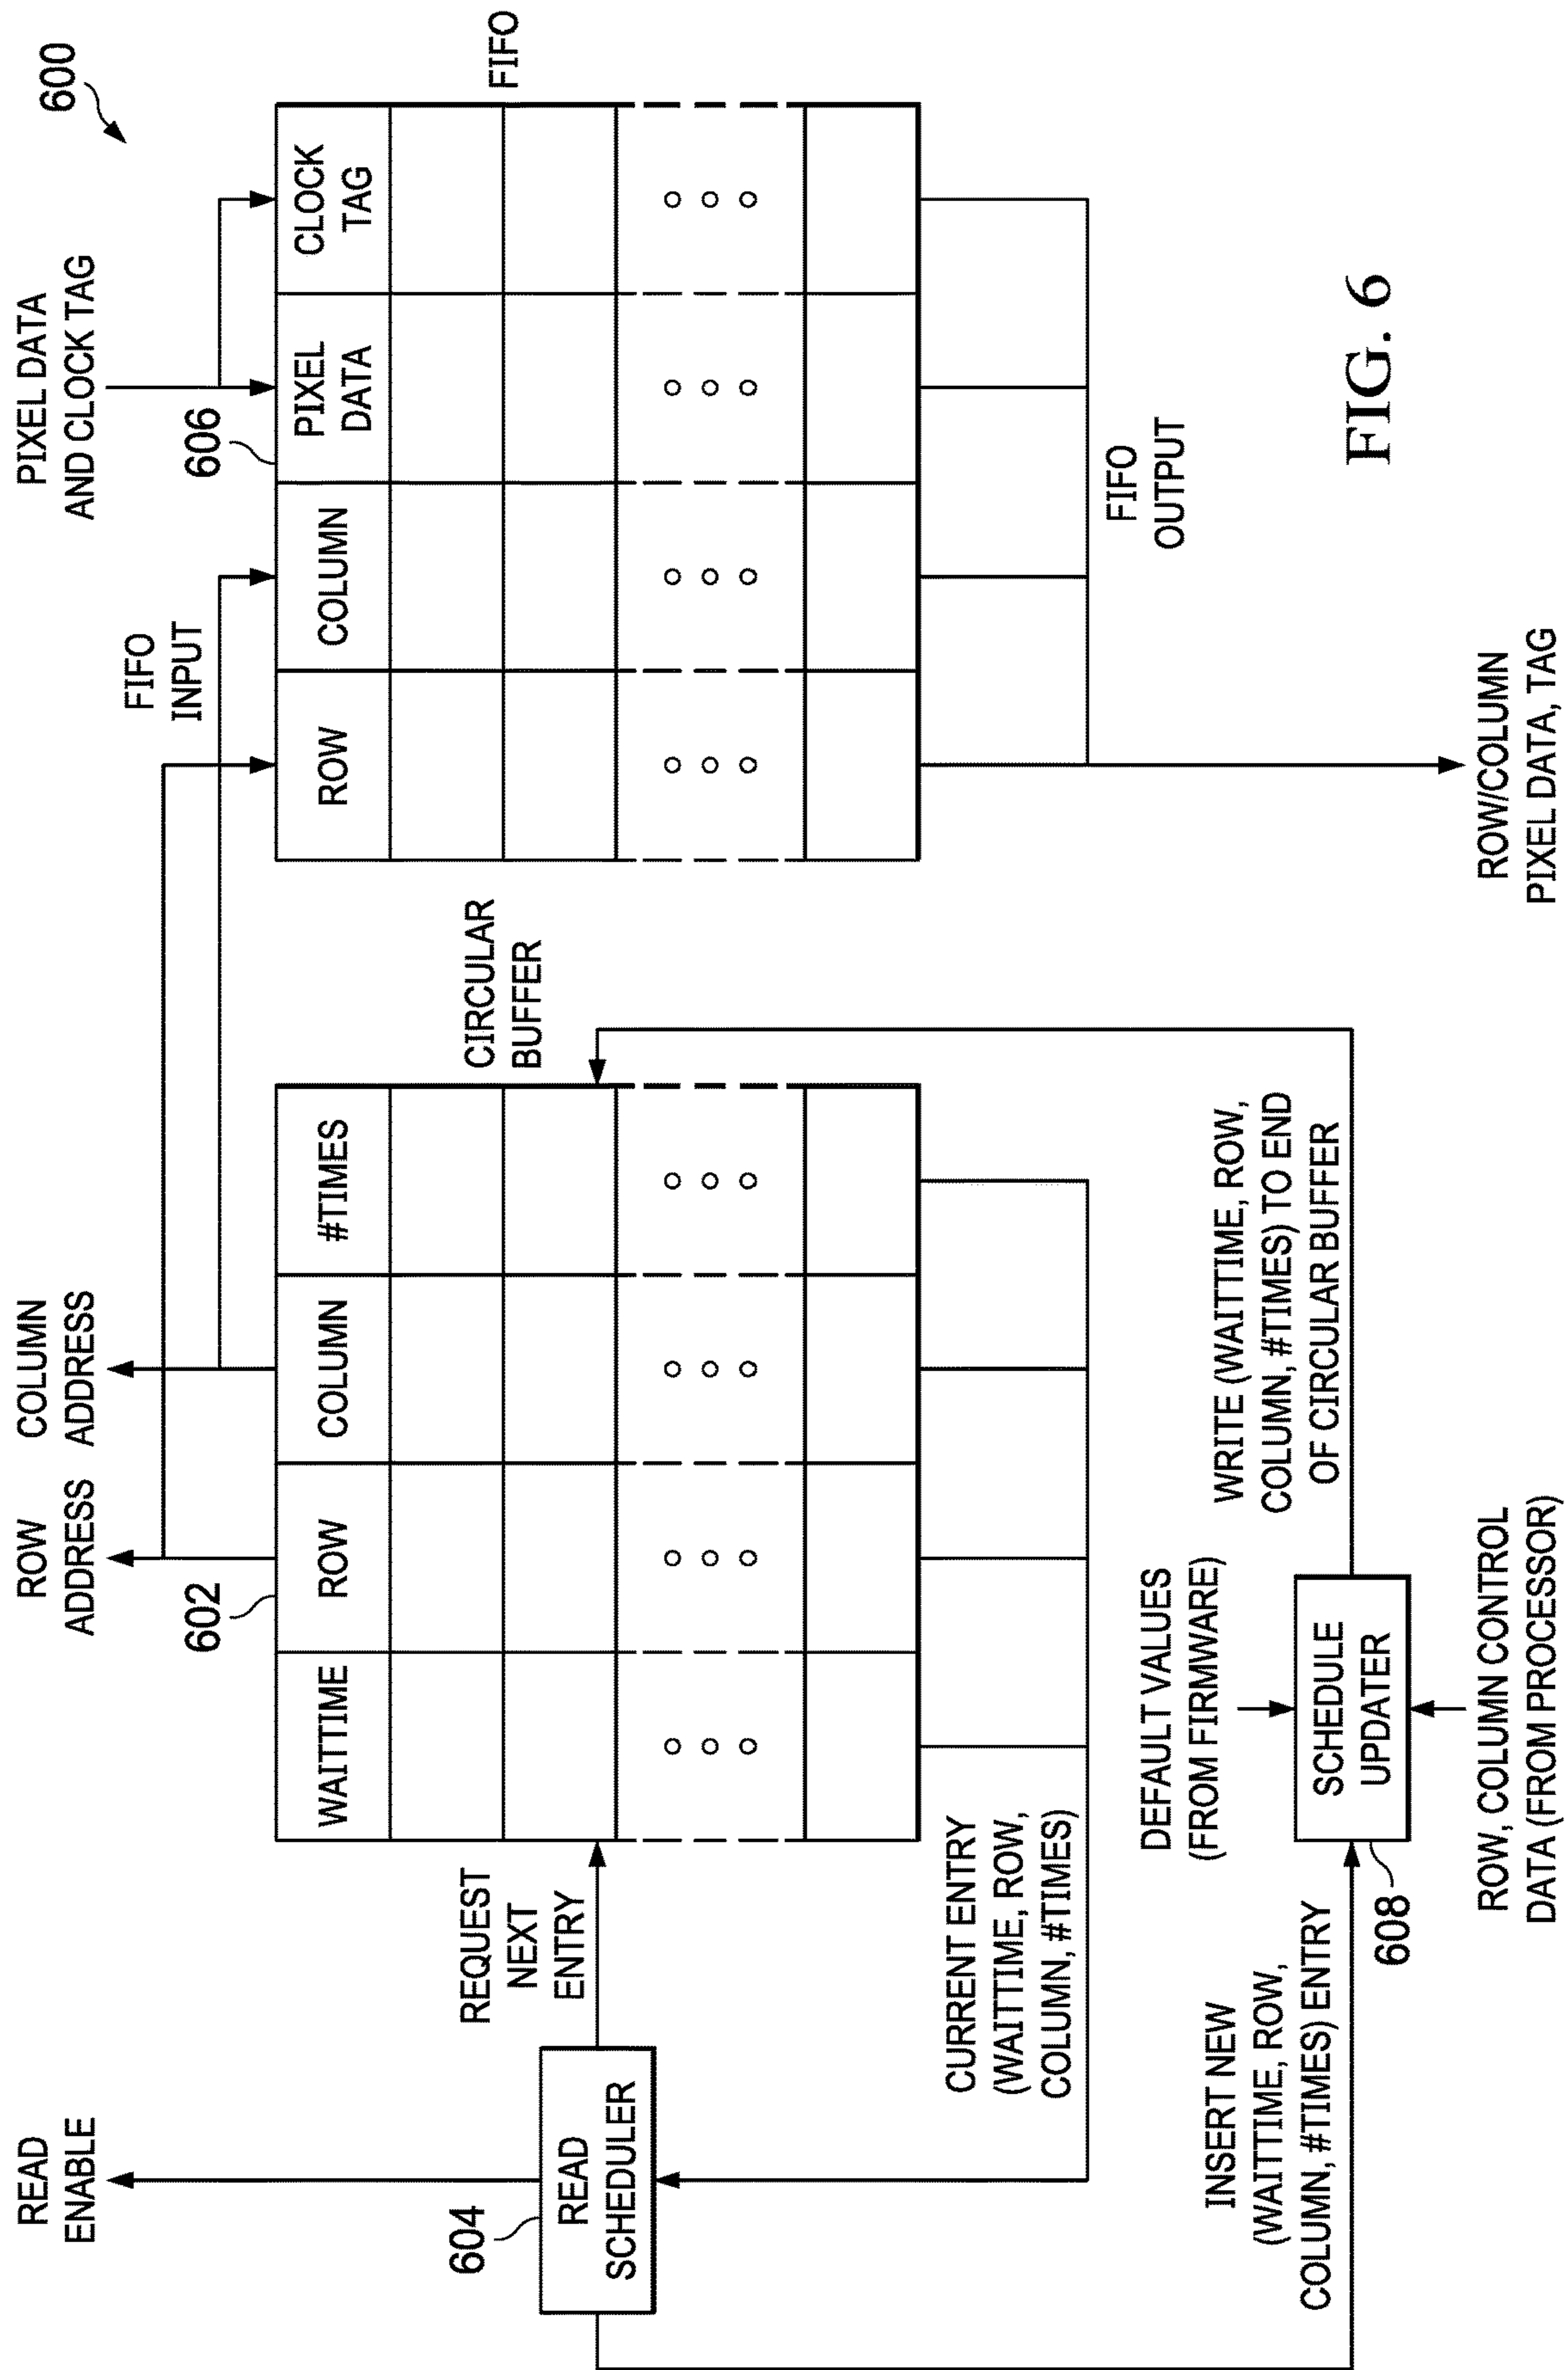 600
READ
ENABLE
ROW
ADDRESS
COLUMN
ADDRESS
PIXEL DATA
AND CLOCK TAG
FIFO
INPUT
604
READ
SCHEDULER
REQUEST
NEXT
ENTRY
602
WAITTIME
ROW
COLUMN
#TIMES
CIRCULAR
BUFFER
606
ROW
COLUMN
PIXEL
DATA
CLOCK
TAG
FIFO
CURRENT ENTRY
(WAITTIME, ROW,
COLUMN, #TIMES)
FIFO
OUTPUT
INSERT NEW
(WAITTIME, ROW,
COLUMN, #TIMES) ENTRY
DEFAULT VALUES
(FROM FIRMWARE)
WRITE (WAITTIME, ROW,
COLUMN, #TIMES) TO END
OF CIRCULAR BUFFER
SCHEDULE
UPDATER
608
ROW, COLUMN CONTROL
DATA (FROM PROCESSOR)
ROW/COLUMN
PIXEL DATA, TAG
FIG. 6